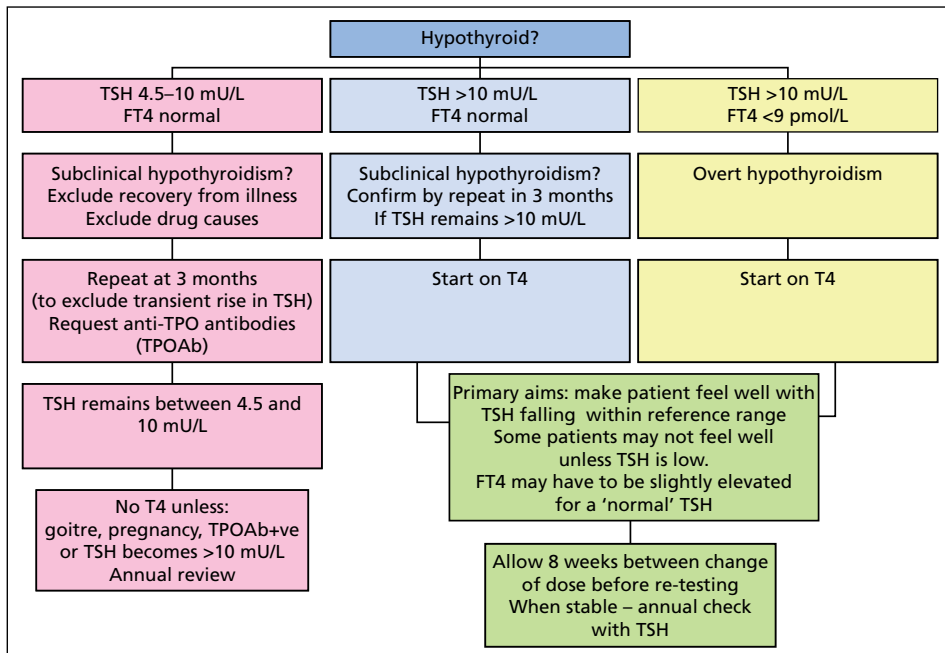 Hypothyroid?
TSH 4.5–10 mU/L
FT4 normal
TSH >10 mU/L
FT4 normal
TSH >10 mU/L
FT4 <9 pmol/L
Subclinical hypothyroidism?
Exclude recovery from illness
Exclude drug causes
Subclinical hypothyroidism?
Confirm by repeat in 3 months
If TSH remains >10 mU/L
Overt hypothyroidism
Repeat at 3 months
(to exclude transient rise in TSH)
Request anti-TPO antibodies
(TPOAb)
Start on T4
Start on T4
TSH remains between 4.5 and
10 mU/L
Primary aims: make patient feel well with
TSH falling within reference range
Some patients may not feel well
unless TSH is low.
FT4 may have to be slightly elevated
for a ‘normal’ TSH
No T4 unless:
goitre, pregnancy, TPOAb+ve
or TSH becomes >10 mU/L
Annual review
Allow 8 weeks between change
of dose before re-testing
When stable – annual check
with TSH